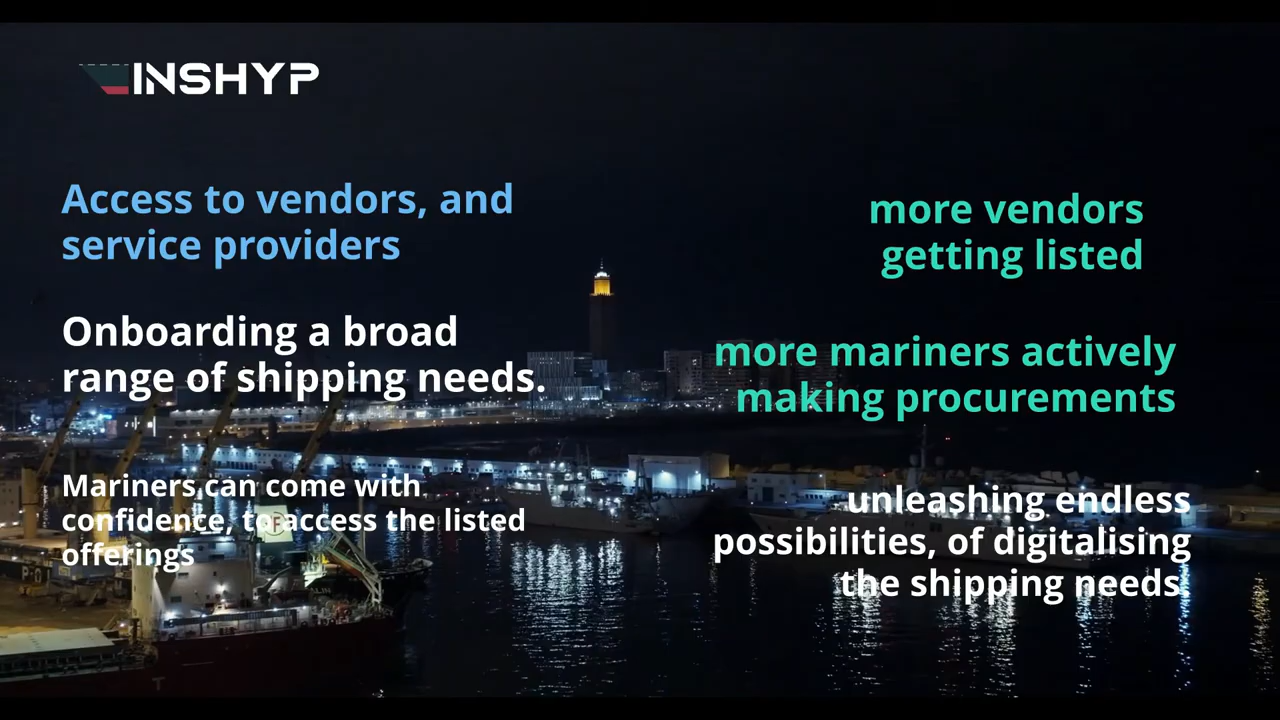 INSHYP
Access to vendors, and
service providers
Onboarding a broad
range of shipping needs.
Mariners can come with
confidence, to access the listed
offerings
more vendors
getting listed
more mariners actively
making procurements
unleashing endless
possibilities, of digitalising
the shipping needs.